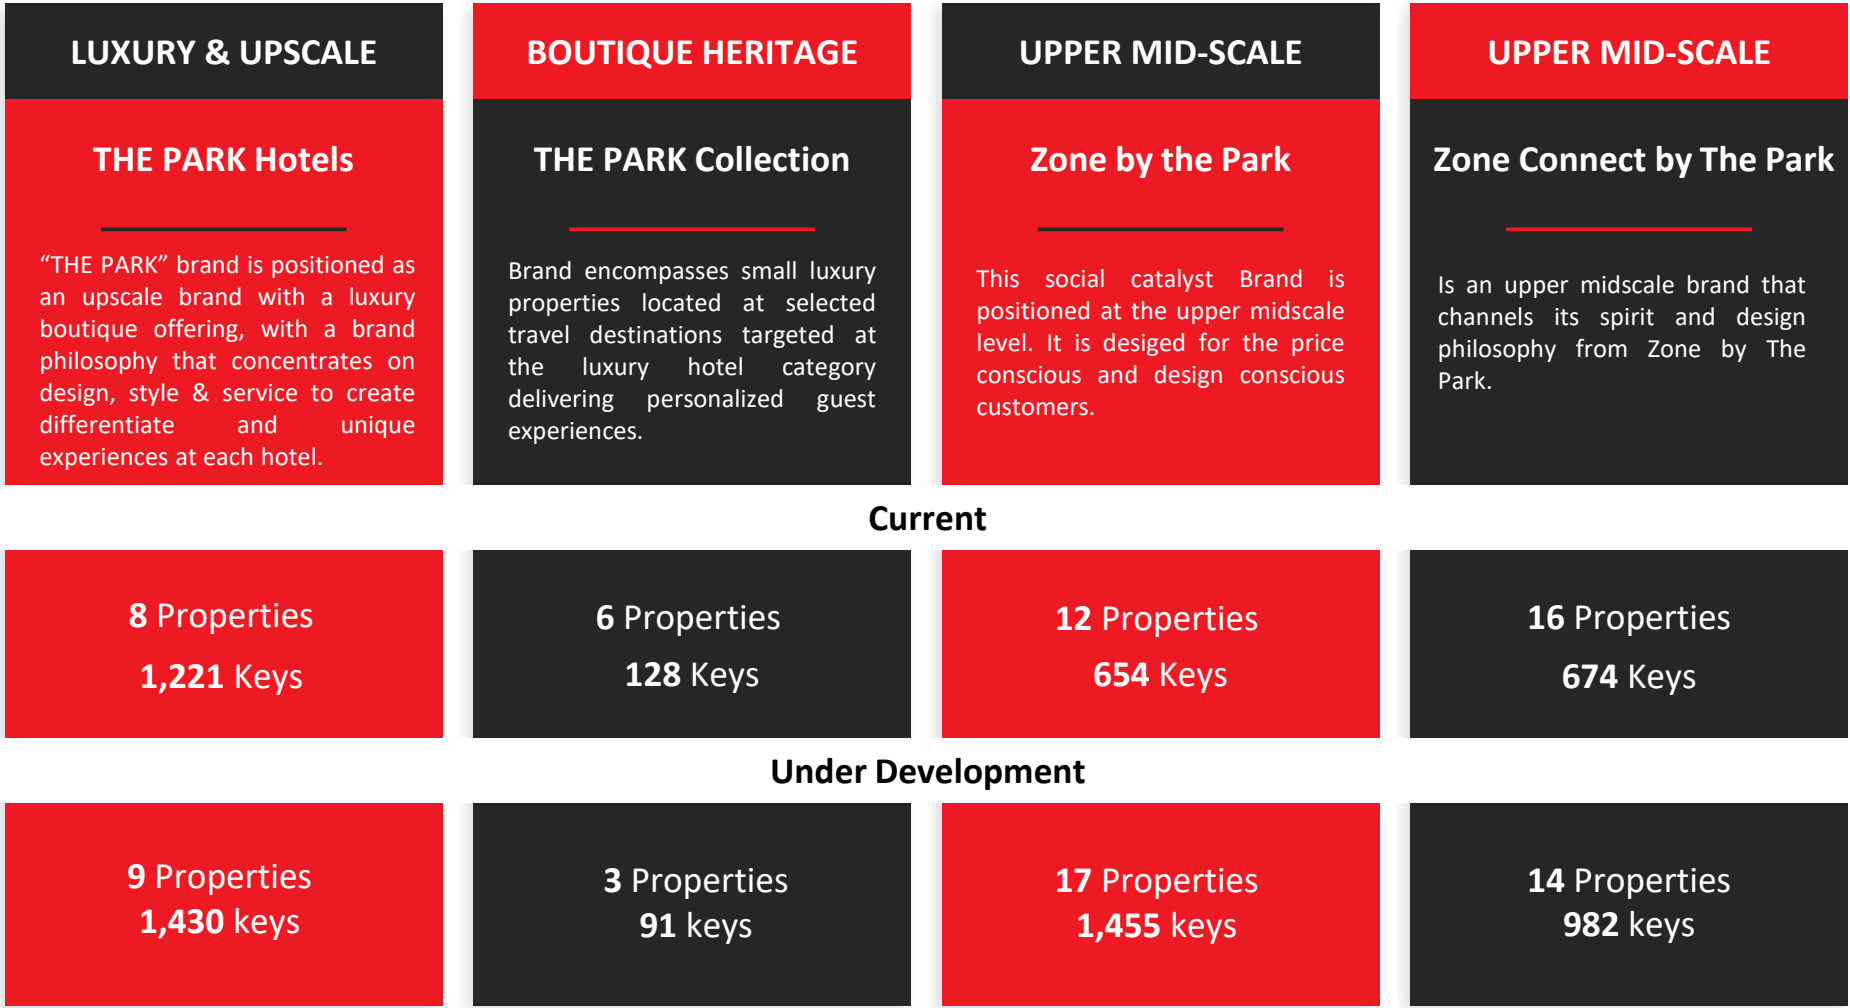 LUXURY & UPSCALE
THE PARK Hotels
“THE PARK” brand is positioned as
an upscale brand with a luxury
boutique offering, with a brand
philosophy that concentrates on
design, style & service to create
differentiate and unique
experiences at each hotel.
BOUTIQUE HERITAGE
THE PARK Collection
Brand encompasses small luxury
properties located at selected
travel destinations targeted at
the luxury hotel category
delivering personalized guest
experiences.
UPPER MID-SCALE
Zone by the Park
This social catalyst Brand is
positioned at the upper midscale
level. It is desiged for the price
conscious and design conscious
customers.
UPPER MID-SCALE
Zone Connect by The Park
Is an upper midscale brand that
channels its spirit and design
philosophy from Zone by The
Park.
Current
8 Properties
1,221 Keys
6 Properties
128 Keys
12 Properties
654 Keys
16 Properties
674 Keys
Under Development
9 Properties
1,430 keys
3 Properties
91 keys
17 Properties
1,455 keys
14 Properties
982 keys